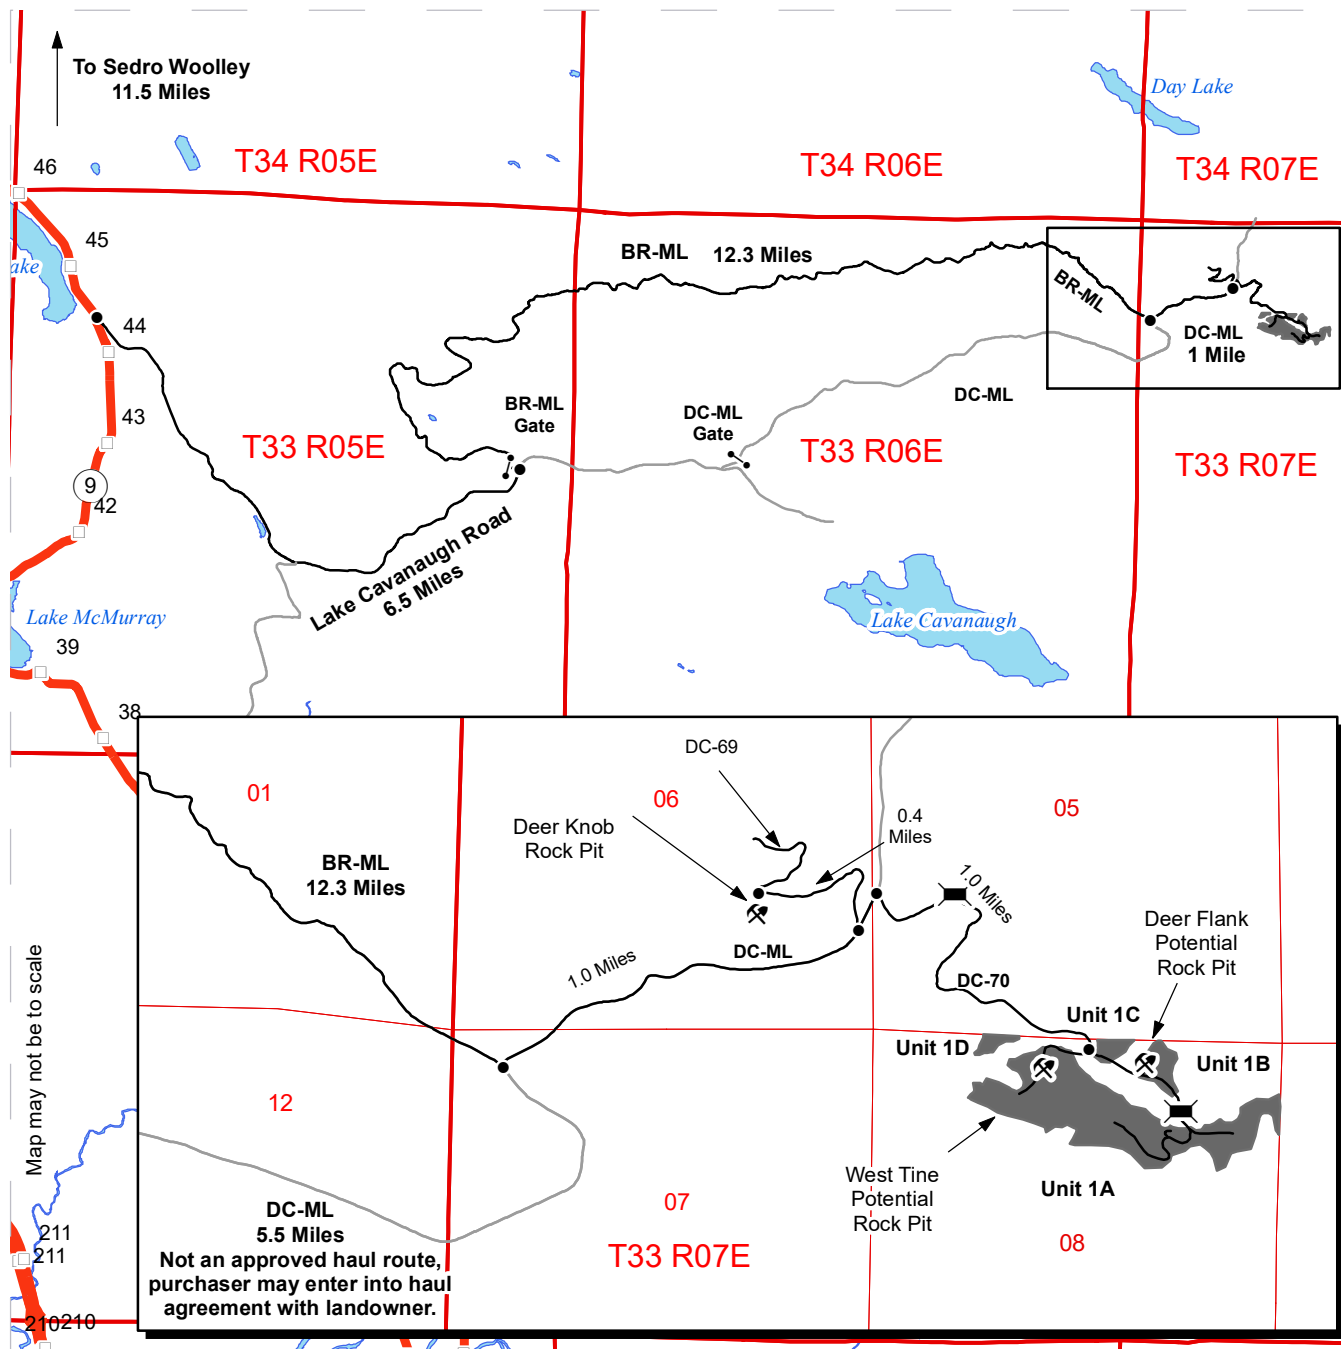 To Sedro Woolley
11.5 Miles
Day Lake
46
T34 R05E
T34 R06E
T34 R07E
45
ake
BR-ML 12.3 Miles
BR-ML
44
DC-ML
1 Mile
43
BR-ML
Gate
DC-ML
Gate
DC-ML
T33 R05E
T33 R06E
T33 R07E
9
42
Lake Cavanaugh Road
6.5 Miles
Lake McMurray
Lake Cavanaugh
39
38
DC-69
01
06
05
0.4
Miles
Deer Knob
Rock Pit
BR-ML
12.3 Miles
1.0 Miles
Deer Flank
Potential
Rock Pit
DC-ML
1.0 Miles
DC-70
Unit 1C
Unit 1D
Unit 1B
Map may not be to scale
12
West Tine
Potential
Rock Pit
Unit 1A
07
08
DC-ML
5.5 Miles
Not an approved haul route,
purchaser may enter into haul
agreement with landowner.
T33 R07E
211
211
210
210